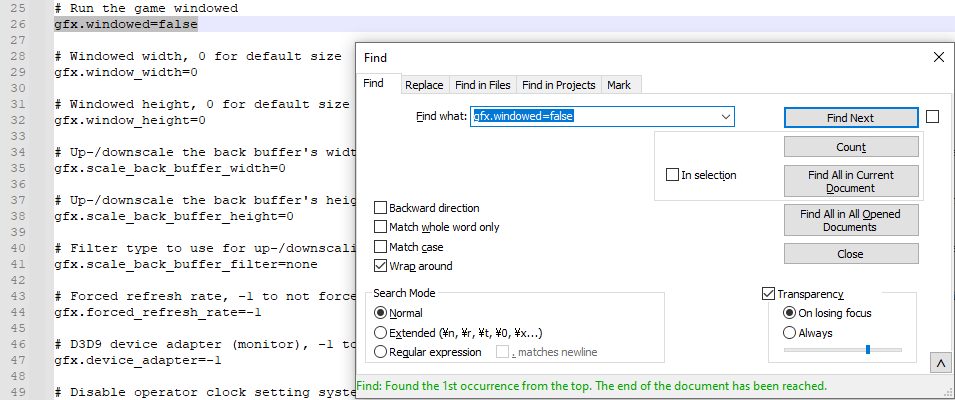 25 # Run the game windowed
26 gfx.windowed=false
27
28 # Windowed width, 0 for default size
29 gfx.window_width=0
30
31 # Windowed height, 0 for default size
32 gfx.window_height=0
33
34 # Up-/downscale the back buffer's widt
35 gfx.scale_back_buffer_width=0
36
37 # Up-/downscale the back buffer's heig
38 gfx.scale_back_buffer_height=0
39
40 # Filter type to use for up-/downscali
41 gfx.scale_back_buffer_filter=none
42
43 # Forced refresh rate, -1 to not force
44 gfx.forced_refresh_rate=-1
45
46 # D3D9 device adapter (monitor), -1 to
47 gfx.device_adapter=-1
48
49 # Disable operator clock setting syste
Find
Find Replace Find in Files Find in Projects Mark
Find what: gfx.windowed=false
Find Next
Count
In selection
Find All in Current
Document
Find All in All Opened
Documents
Close
Backward direction
Match whole word only
Match case
Wrap around
Search Mode
Normal
Extended (¥n, ¥r, ¥t, ¥0, ¥x...)
Regular expression
. matches newline
Transparency
On losing focus
Always
Find: Found the 1st occurrence from the top. The end of the document has been reached.